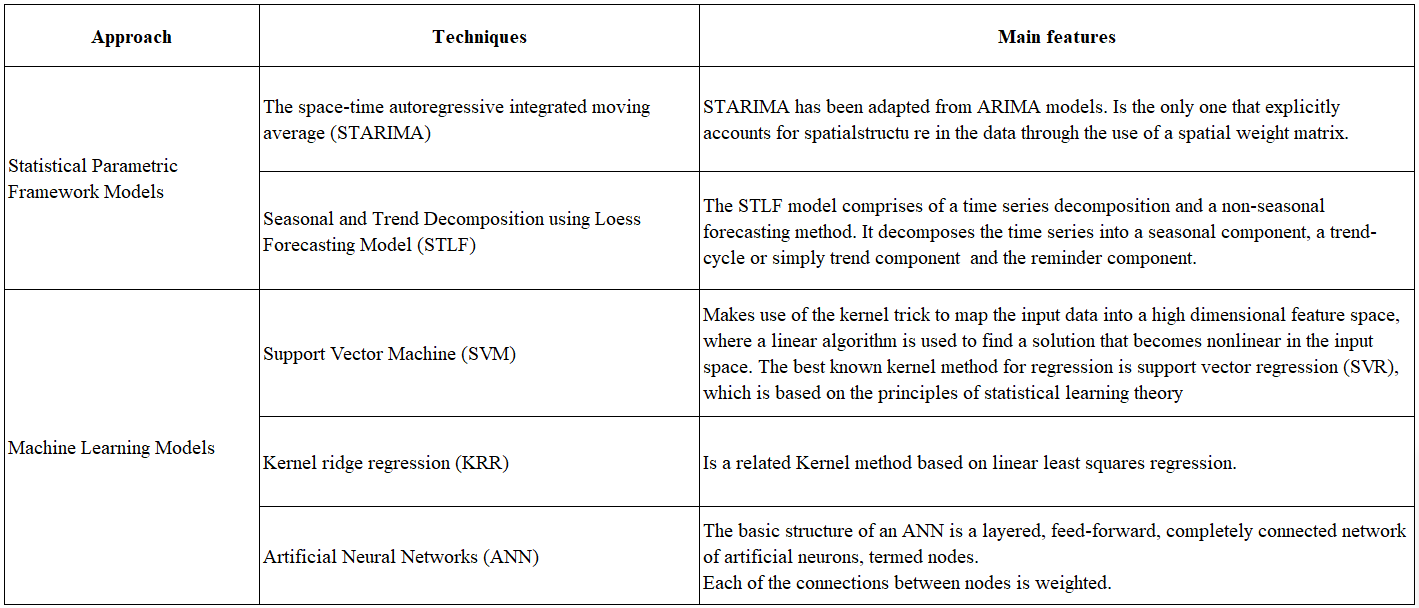 Approach
Techniques
Main features
Statistical Parametric
Framework Models
The space-time autoregressive integrated moving
average (STARIMA)
STARIMA has been adapted from ARIMA models. Is the only one that explicitly
accounts for spatialstructu re in the data through the use of a spatial weight matrix.
Seasonal and Trend Decomposition using Loess
Forecasting Model (STLF)
The STLF model comprises of a time series decomposition and a non-seasonal
forecasting method. It decomposes the time series into a seasonal component, a trend-
cycle or simply trend component  and the reminder component.
Machine Learning Models
Support Vector Machine (SVM)
Makes use of the kernel trick to map the input data into a high dimensional feature space,
where a linear algorithm is used to find a solution that becomes nonlinear in the input
space. The best known kernel method for regression is support vector regression (SVR),
which is based on the principles of statistical learning theory
Kernel ridge regression (KRR)
Is a related Kernel method based on linear least squares regression.
Artificial Neural Networks (ANN)
The basic structure of an ANN is a layered, feed-forward, completely connected network
of artificial neurons, termed nodes.
Each of the connections between nodes is weighted.